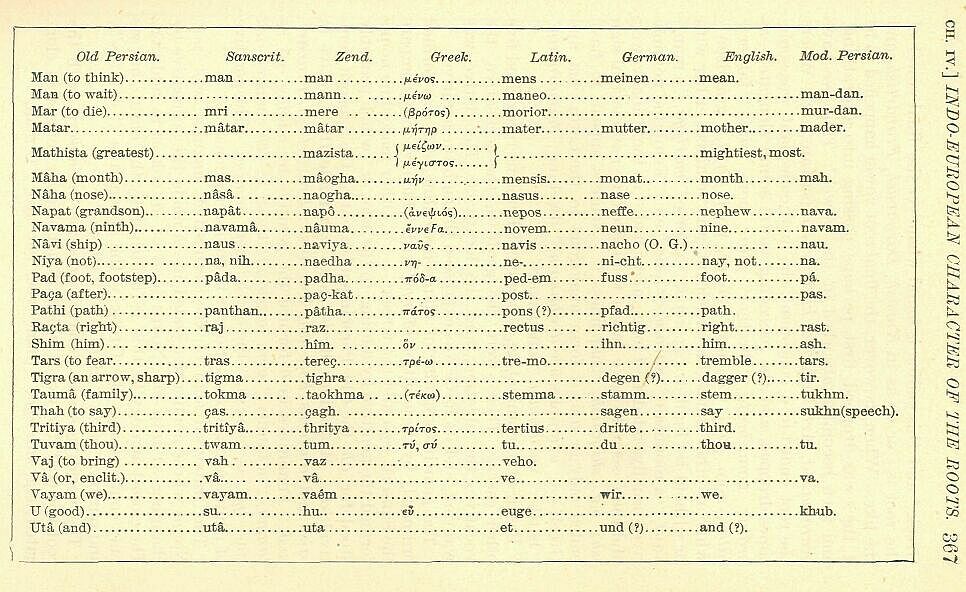 Old Persian. Sanscrit. Zend. Greek. Latin. German. English. Mod. Persian.
Man (to think)............man ............man ............μένος............mens............meinen............mean.
Man (to wait)........................mann............μένω............maneo....................................man-dan.
Mar (to die)............mri ............mere ............(βρότος)............morior....................................mur-dan.
Matar............mâtar............mâtar ............μήτηρ............mater............mutter............mother............mader.
Mathista (greatest)........................mazista............{μείζων............}........................mightiest, most.
{μέγιστος............}
Mâha (month)............mas............mâogha............μήν ............mensis............monat............month............mah.
Nâha (nose)............nâsâ............naogha........................nasus............nase ............nose.
Napat (grandson)............napât............napô............(ἀνεψιός)............nepos............neffe............nephew............nava.
Navama (ninth)............navamâ............nâuma............ἔννεϝα............novem............neun............nine............navam.
Nâvi (ship)............naus............naviya............ναῦς............navis............nacho (O. G.)........................nau.
Niya (not)............na, nih............naedha............νη-............ne-............ni-cht............nay, not............na.
Pad (foot, footstep)............pâda............padha............πόδ-α............ped-em............fuss............foot............pá.
Paça (after)........................paç-kat........................post....................................pas.
Pathi (path)............panthan............pâtha............πάτος............pons (?)............pfad............path.
Raçta (right)............raj............raz........................rectus............richtig............right............rast.
Shim (him)........................hîm............ὅν........................ihn............him............ash.
Tars (to fear............tras............tereç............τρέ-ω............tre-mo........................tremble............tars.
Tigra (an arrow, sharp)............tigma............tighra....................................degen (?)............dagger (?)............tir.
Taumâ (family)............tokma............taokhma............(τέκω)............stemma............stamm............stem............tukhm.
Thah (to say)............ças............çagh....................................sagen............say............sukhn(speech).
Tritiya (third)............tritîyâ............thritya............τρίτος............tertius............dritte............third.
Tuvam (thou)............twam............tum............τύ, σύ............tu............du............thou............tu.
Vaj (to bring)............vah............vaz........................veho.
Vâ (or, enclit.)............vâ............vâ........................ve....................................va.
Vayam (we)............vayam............vaém....................................wir............we.
U (good)............su............hu............εὖ............euge....................................khub.
Utâ (and)............utâ............uta........................et............und (?)............and (?).
CH. IV.] INDO-EUROPEAN CHARACTER OF THE ROOTS. 367